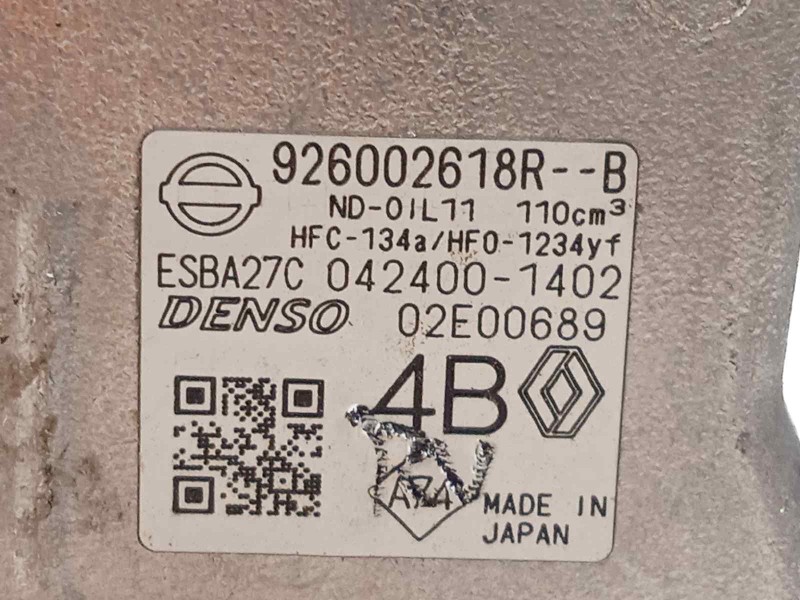 926002618R--B
ND-OIL11 110cm³
HFC-134a/HFO-1234yf
ESBA27C 042400-1402
DENSO 02E00689
4B
MADE IN
JAPAN